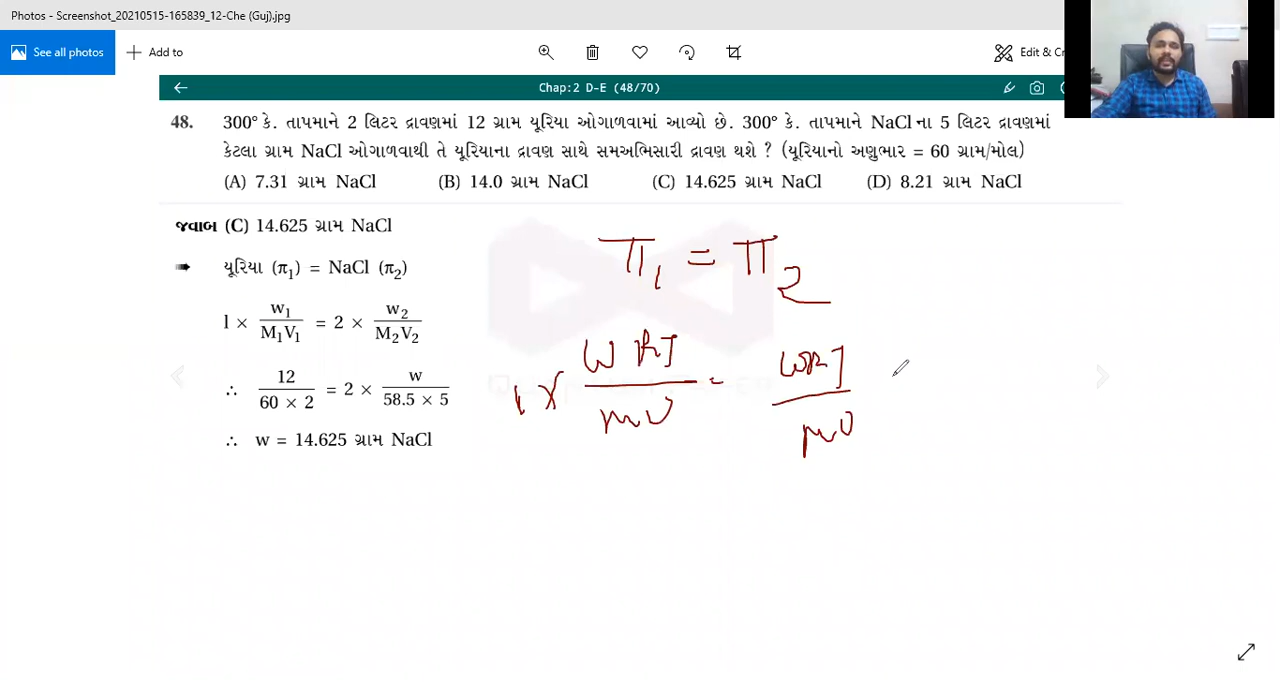 Photos - Screenshot_20210515-165839_12-Che (Guj).jpg
See all photos
Add to
Edit & Cr
Chap:2 D-E (48/70)
48. 300° કે. તાપમાને 2 લિટર દ્રાવણમાં 12 ગ્રામ યૂરિયા ઓગાળવામાં આવ્યો છે. 300° કે. તાપમાને NaCl ના 5 લિટર દ્રાવણમાં
કેટલા ગ્રામ NaCl ઓગાળવાથી તે યૂરિયાના દ્રાવણ સાથે સમઅભિસારી દ્રાવણ થશે ? (યૂરિયાનો અણુભાર = 60 ગ્રામ/મોલ)
(A) 7.31 ગ્રામ NaCl (B) 14.0 ગ્રામ NaCl (C) 14.625 ગ્રામ NaCl (D) 8.21 ગ્રામ NaCl
જવાબ (C) 14.625 ગ્રામ NaCl
યૂરિયા (π1) = NaCl (π2)
l × w1/M1V1 = 2 × w2/M2V2
∴ 12/60 × 2 = 2 × w/58.5 × 5
∴ w = 14.625 ગ્રામ NaCl
π1 = π2
1 × WRT/MV = WRT/MV